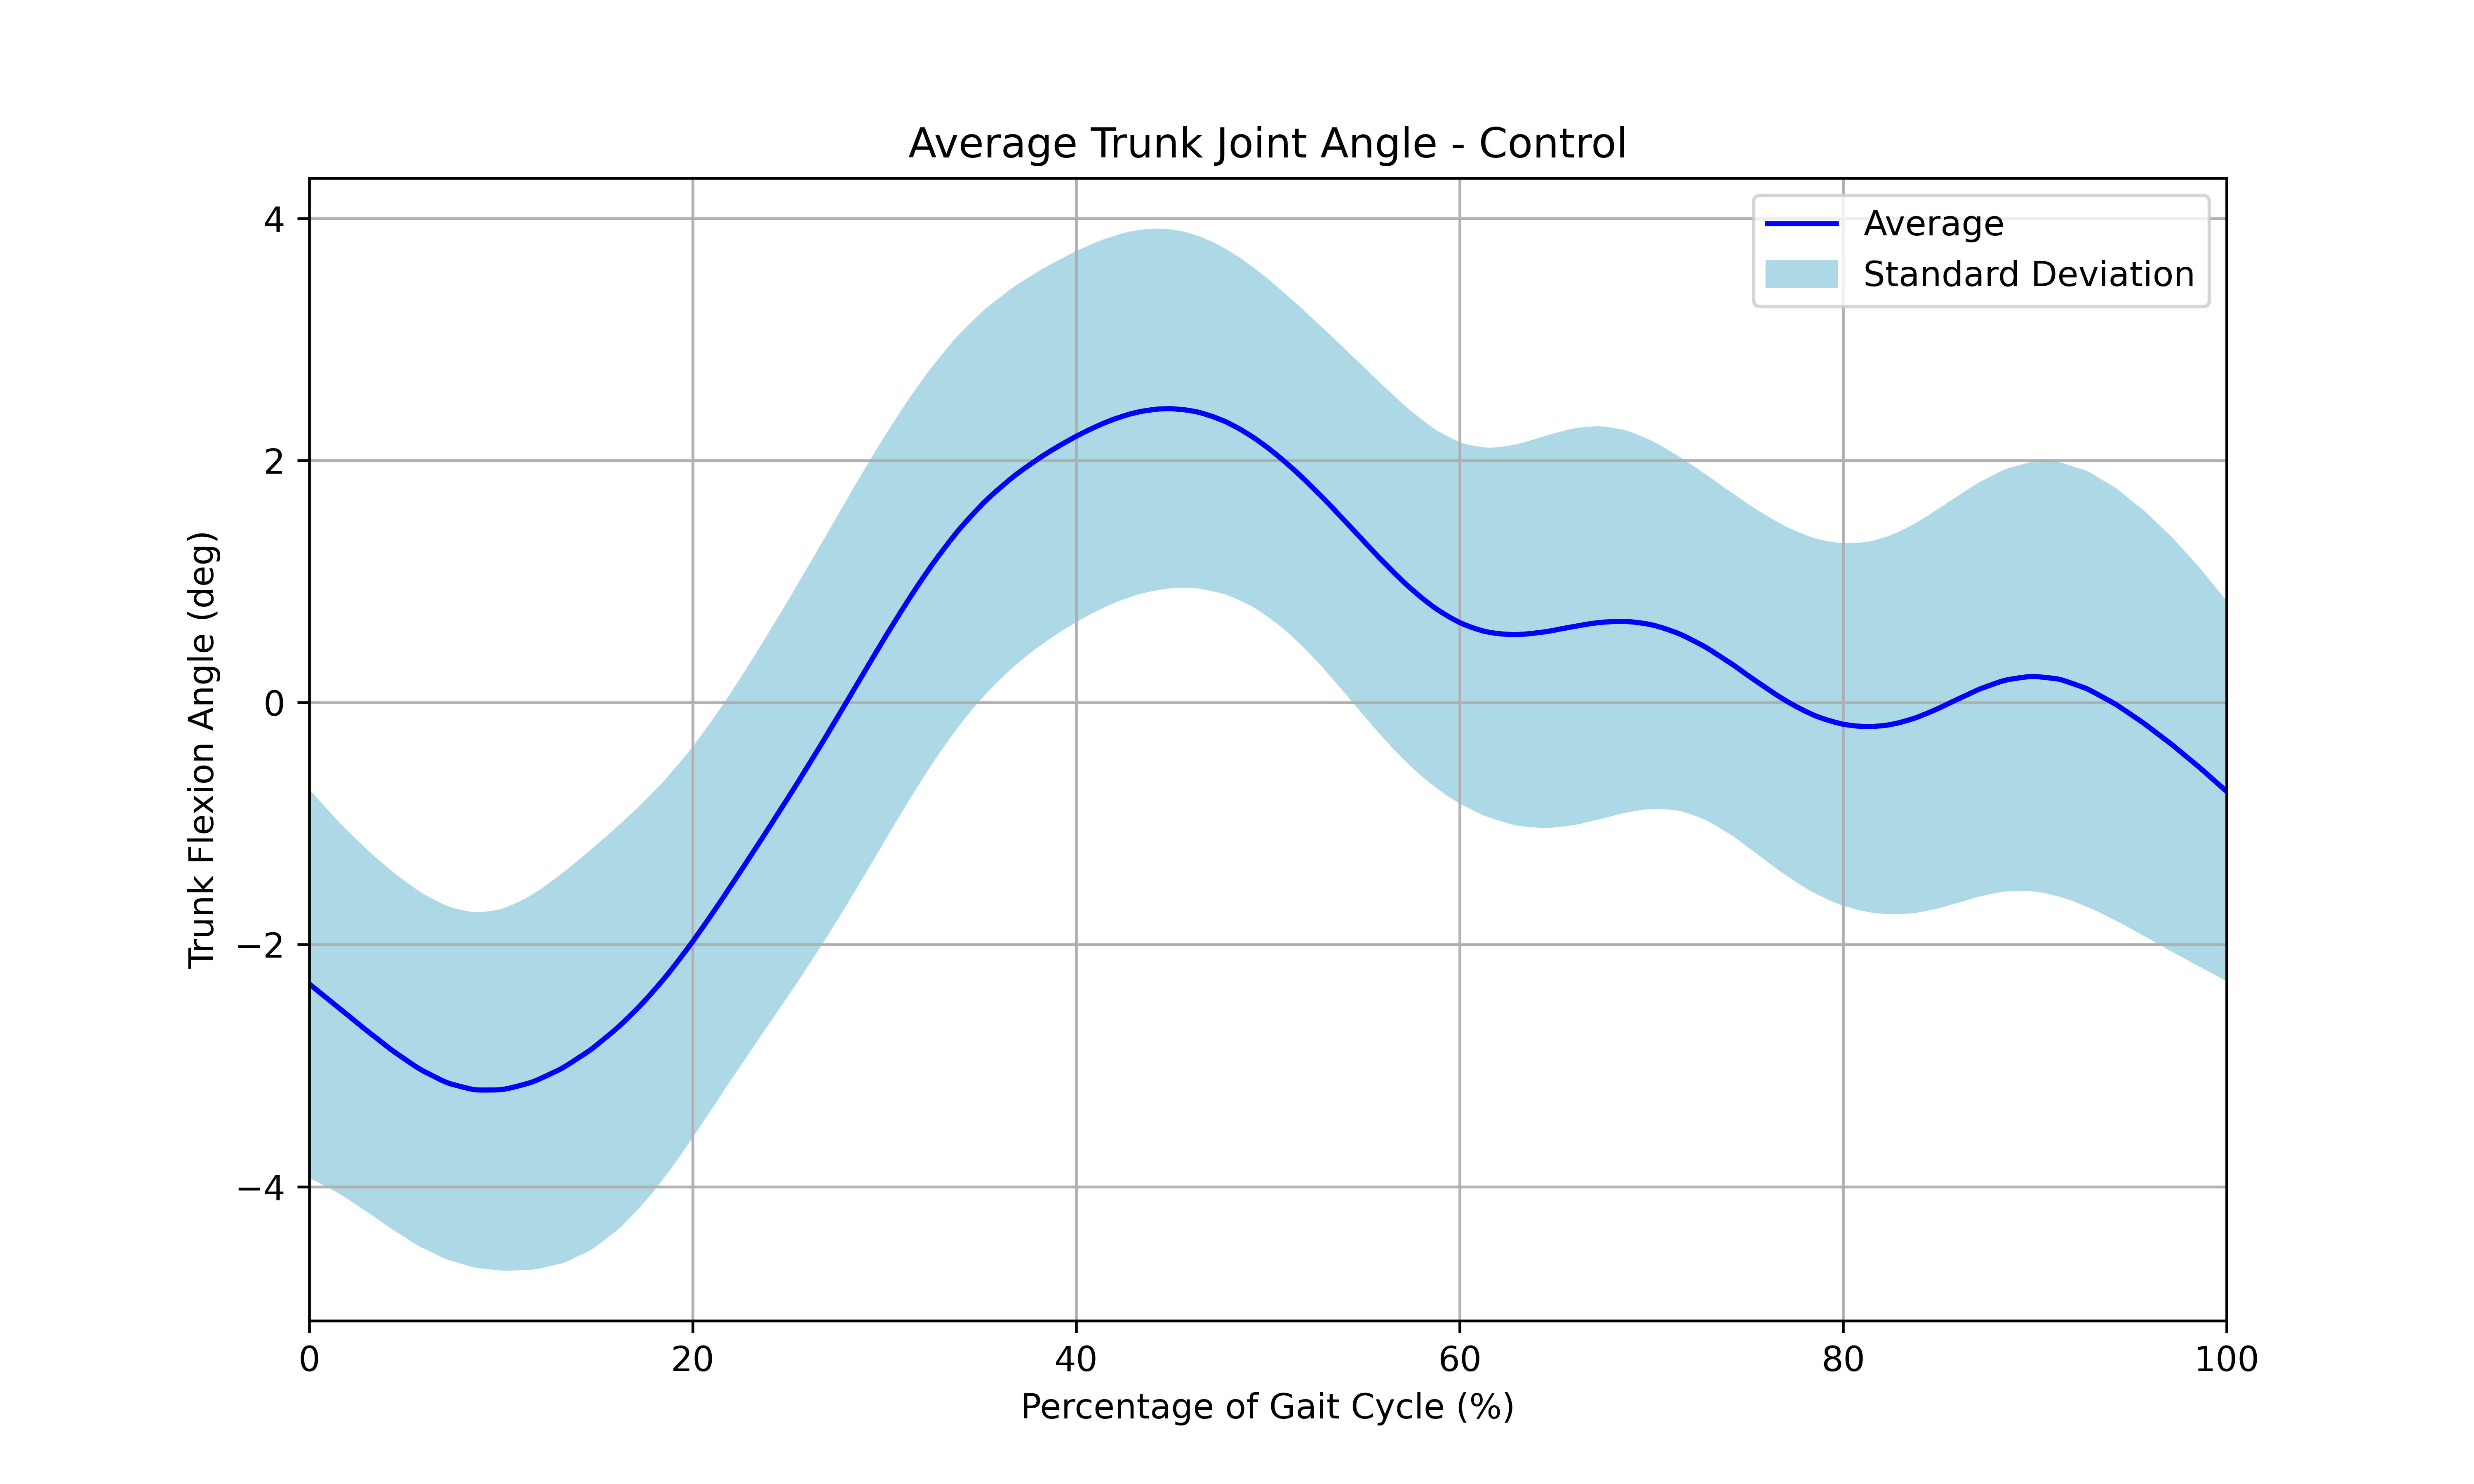 Average Trunk Joint Angle - Control
Average
Standard Deviation
Trunk Flexion Angle (deg)
4
2
0
−2
−4
0 20 40 60 80 100
Percentage of Gait Cycle (%)